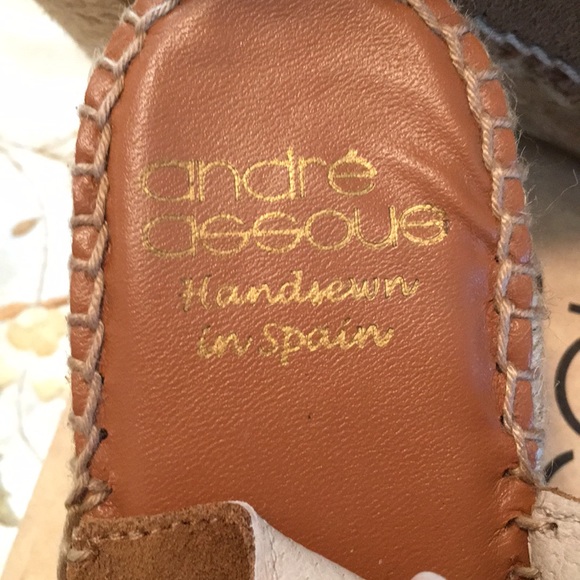 andré
assous
Handsewn
in Spain